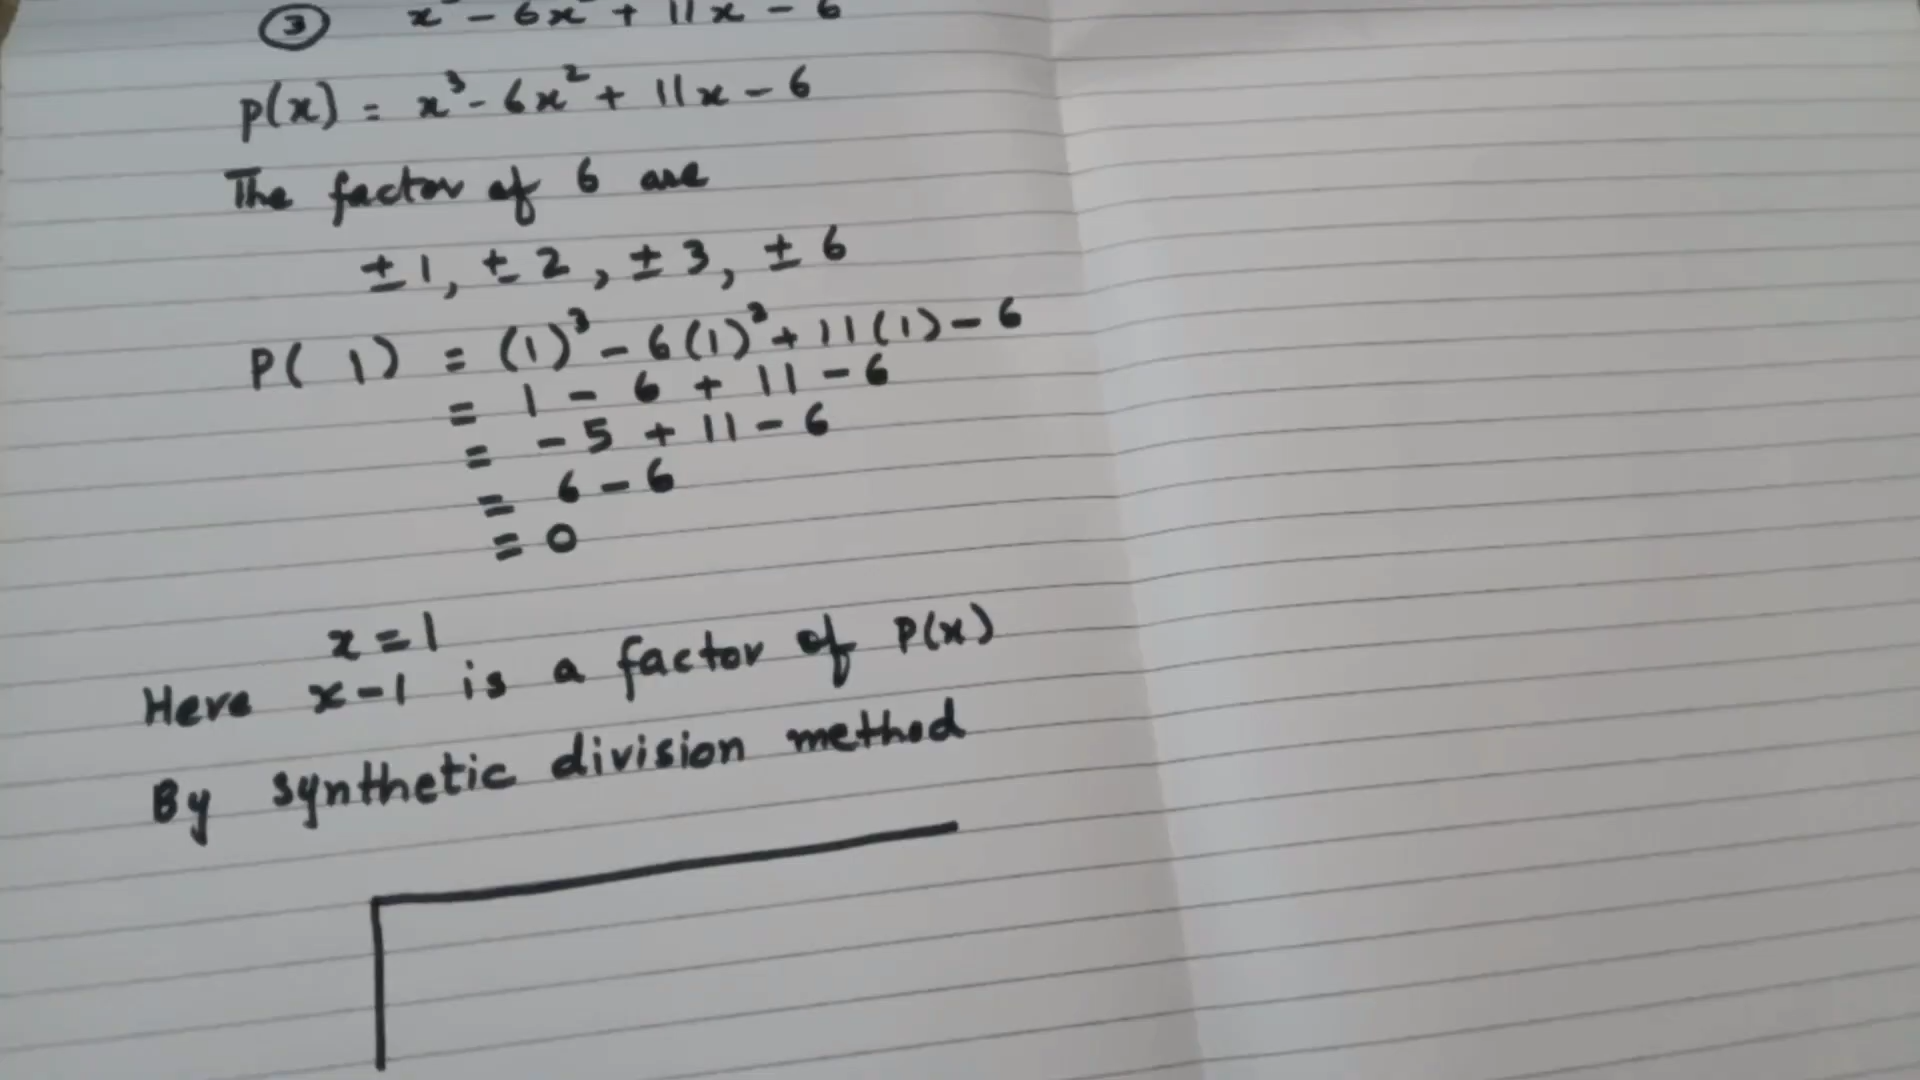 ③ x³ - 6x² + 11x - 6
p(x) = x³ - 6x² + 11x - 6
The factor of 6 are
± 1, ± 2, ± 3, ± 6
P( 1) = (1)³ - 6(1)² + 11(1) - 6
= 1 - 6 + 11 - 6
= - 5 + 11 - 6
= 6 - 6
= 0
x = 1
Here x - 1 is a factor of P(x)
By synthetic division method